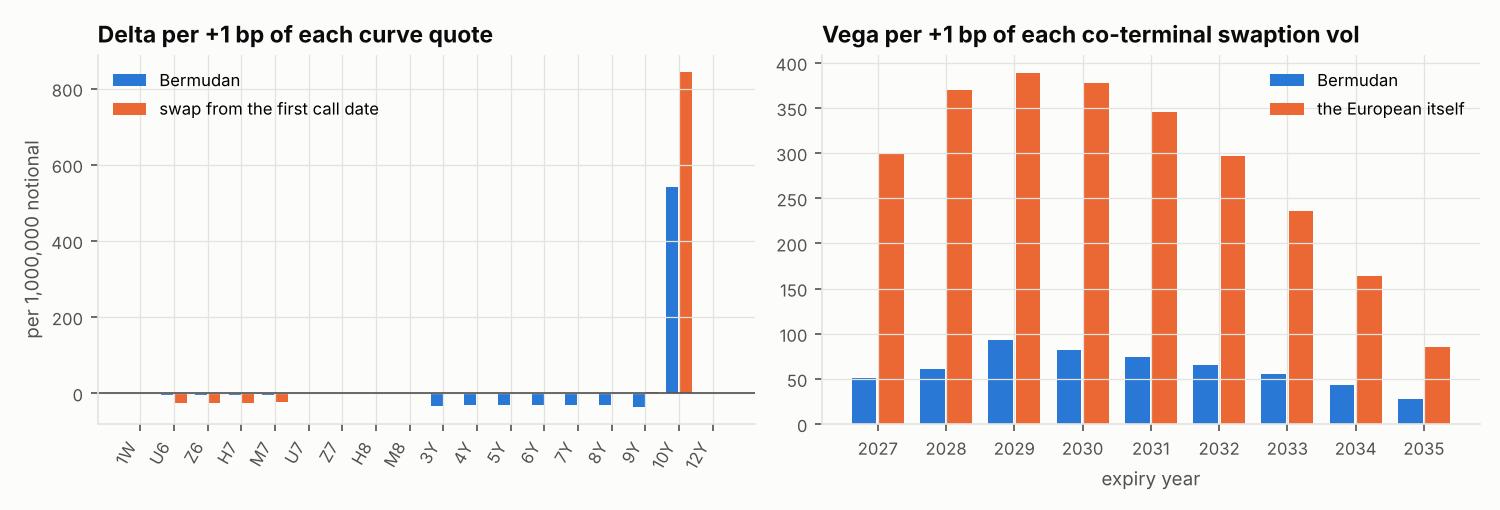 Delta per +1 bp of each curve quote
Bermudan
swap from the first call date
per 1,000,000 notional
800
600
400
200
0
1W U6 Z6 H7 M7 U7 Z7 H8 M8 3Y 4Y 5Y 6Y 7Y 8Y 9Y 10Y 12Y
Vega per +1 bp of each co-terminal swaption vol
Bermudan
the European itself
400
350
300
250
200
150
100
50
0
2027 2028 2029 2030 2031 2032 2033 2034 2035
expiry year